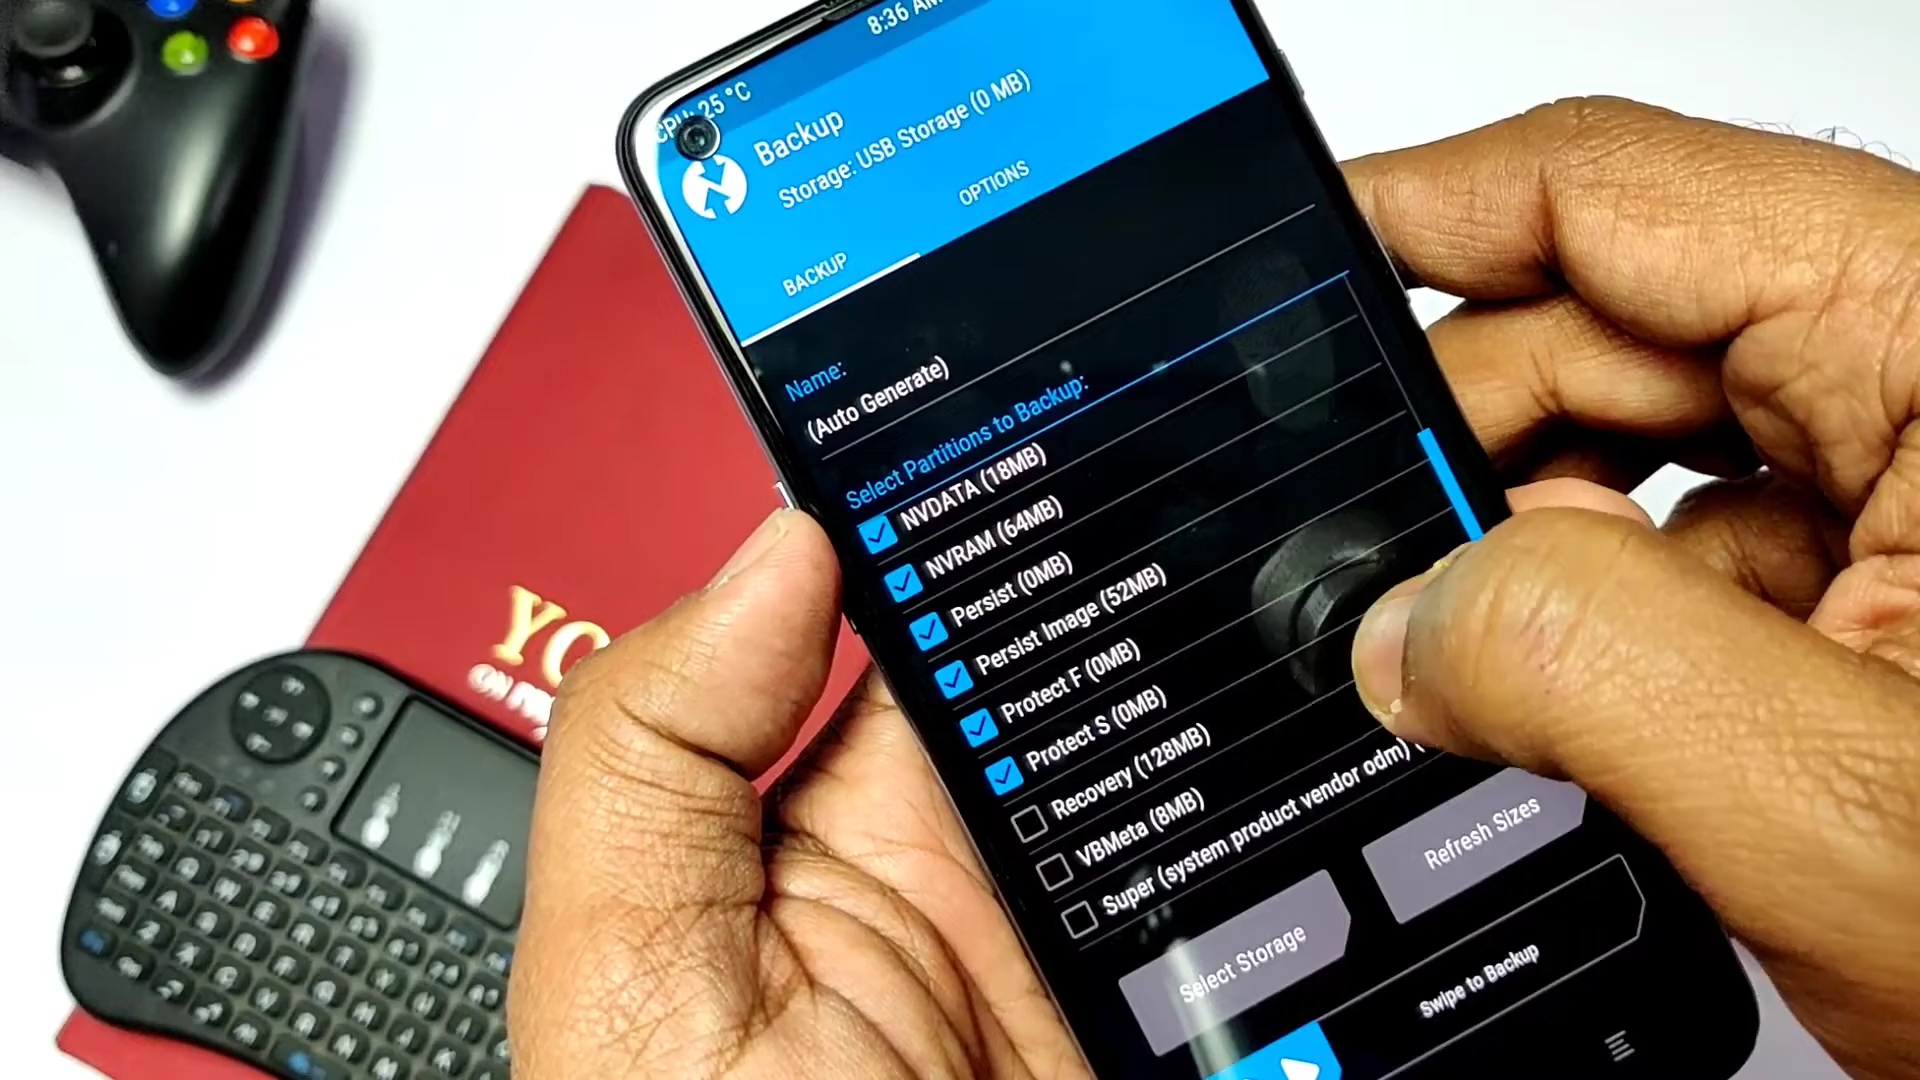 8:36 AM
CPU: 25 °C
Backup
Storage: USB Storage (0 MB)
BACKUP
OPTIONS
Name:
(Auto Generate)
Select Partitions to Backup:
NVDATA (18MB)
NVRAM (64MB)
Persist (0MB)
Persist Image (52MB)
Protect F (0MB)
Protect S (0MB)
Recovery (128MB)
VBMeta (8MB)
Super (system product vendor odm)
Select Storage
Refresh Sizes
Swipe to Backup